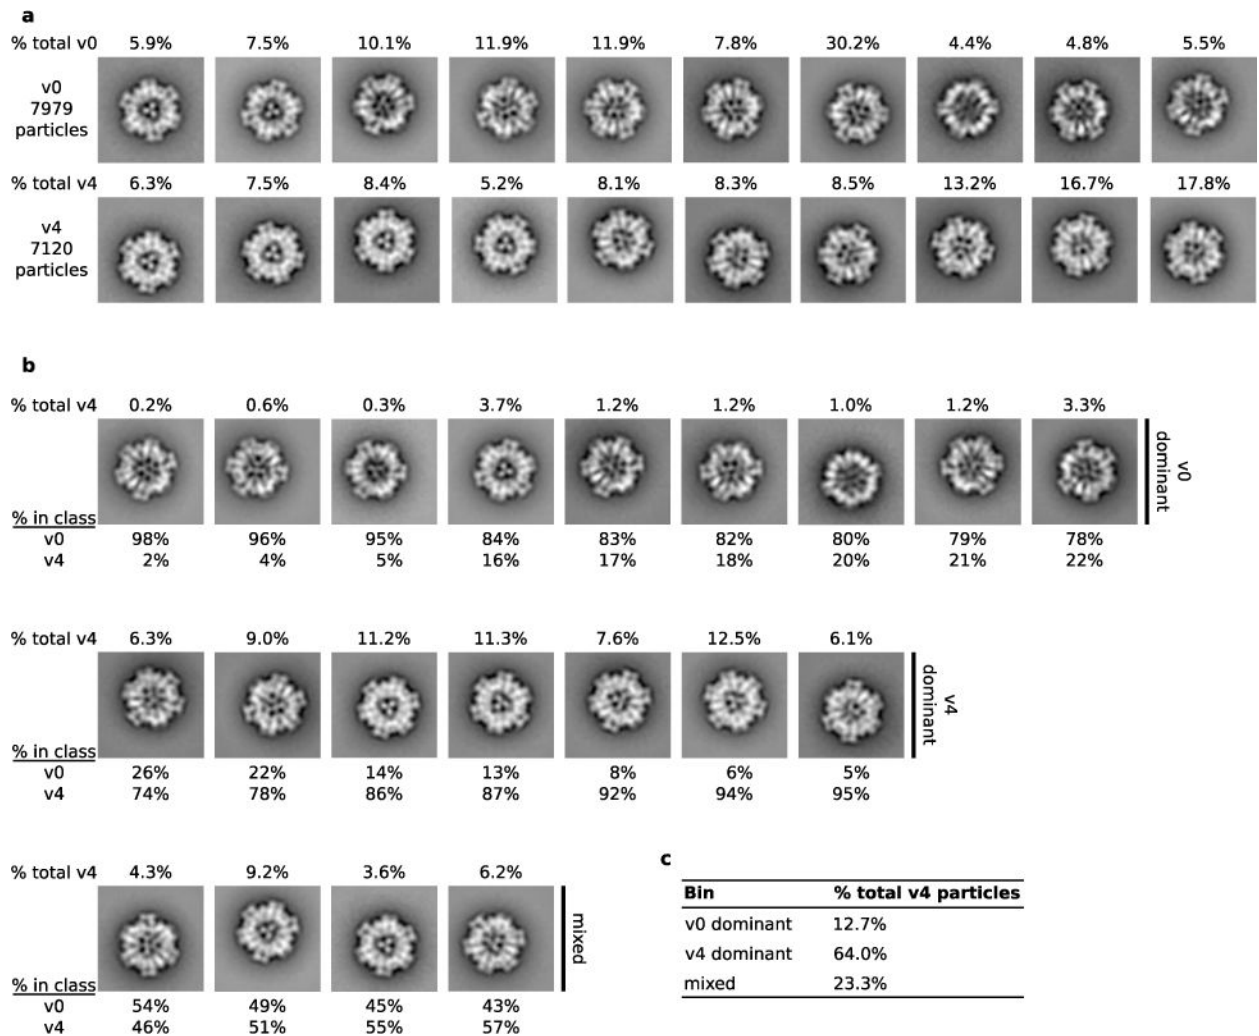 a
% total v0 5.9% 7.5% 10.1% 11.9% 11.9% 7.8% 30.2% 4.4% 4.8% 5.5%
v0
7979
particles
% total v4 6.3% 7.5% 8.4% 5.2% 8.1% 8.3% 8.5% 13.2% 16.7% 17.8%
v4
7120
particles
b
% total v4 0.2% 0.6% 0.3% 3.7% 1.2% 1.2% 1.0% 1.2% 3.3%
v0
dominant
% in class
v0 98% 96% 95% 84% 83% 82% 80% 79% 78%
v4 2% 4% 5% 16% 17% 18% 20% 21% 22%
% total v4 6.3% 9.0% 11.2% 11.3% 7.6% 12.5% 6.1%
v4
dominant
% in class
v0 26% 22% 14% 13% 8% 6% 5%
v4 74% 78% 86% 87% 92% 94% 95%
% total v4 4.3% 9.2% 3.6% 6.2%
mixed
% in class
v0 54% 49% 45% 43%
v4 46% 51% 55% 57%
c
Bin % total v4 particles
v0 dominant 12.7%
v4 dominant 64.0%
mixed 23.3%